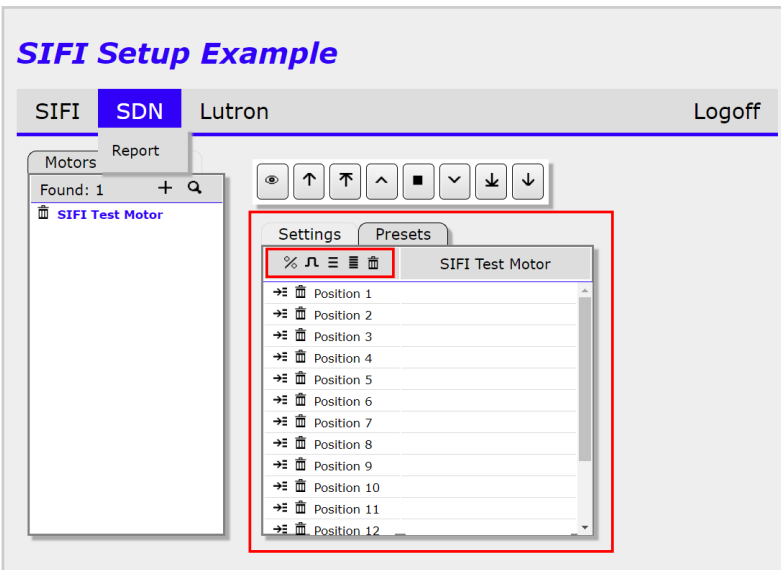 SIFI Setup Example
SIFI SDN Lutron Logoff
Report
Motors
Found: 1
SIFI Test Motor
Settings Presets
% SIFI Test Motor
Position 1
Position 2
Position 3
Position 4
Position 5
Position 6
Position 7
Position 8
Position 9
Position 10
Position 11
Position 12